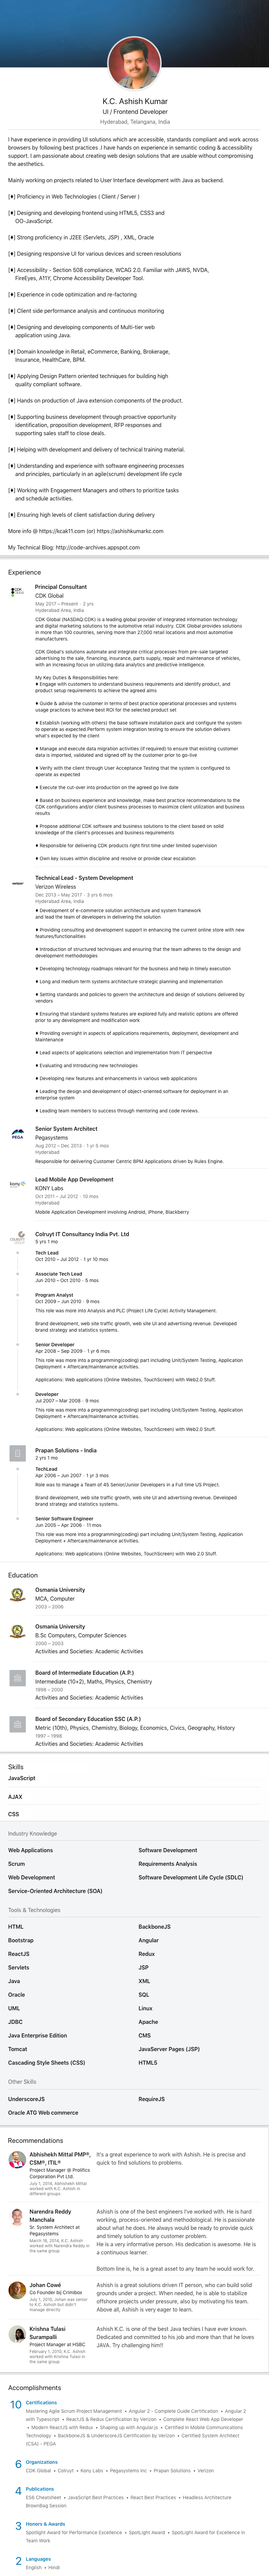 K.C. Ashish Kumar
UI / Frontend Developer
Hyderabad, Telangana, India
I have experience in providing UI solutions which are accessible, standards compliant and work across
browsers by following best practices .I have hands on experience in semantic coding & accessibility
support. I am passionate about creating web design solutions that are usable without compromising
the aesthetics.
Mainly working on projects related to User Interface development with Java as backend.
[♦] Proficiency in Web Technologies ( Client / Server )
[♦] Designing and developing frontend using HTML5, CSS3 and
OO-JavaScript.
[♦] Strong proficiency in J2EE (Servlets, JSP) , XML, Oracle
[♦] Designing responsive UI for various devices and screen resolutions
[♦] Accessibility - Section 508 compliance, WCAG 2.0. Familiar with JAWS, NVDA,
FireEyes, A11Y, Chrome Accessibility Developer Tool.
[♦] Experience in code optimization and re-factoring
[♦] Client side performance analysis and continuous monitoring
[♦] Designing and developing components of Multi-tier web
application using Java.
[♦] Domain knowledge in Retail, eCommerce, Banking, Brokerage,
Insurance, HealthCare, BPM.
[♦] Applying Design Pattern oriented techniques for building high
quality compliant software.
[♦] Hands on production of Java extension components of the product.
[♦] Supporting business development through proactive opportunity
identification, proposition development, RFP responses and
supporting sales staff to close deals.
[♦] Helping with development and delivery of technical training material.
[♦] Understanding and experience with software engineering processes
and principles, particularly in an agile(scrum) development life cycle
[♦] Working with Engagement Managers and others to prioritize tasks
and schedule activities.
[♦] Ensuring high levels of client satisfaction during delivery
More info @ https://kcak11.com (or) https://ashishkumarkc.com
My Technical Blog: http://code-archives.appspot.com
Experience
Principal Consultant
CDK Global
May 2017 – Present · 2 yrs
Hyderabad Area, India
CDK Global (NASDAQ:CDK) is a leading global provider of integrated information technology
and digital marketing solutions to the automotive industry. CDK Global provides solutions
in more than 100 countries, serving more than 27,000 retail locations and most automotive
manufacturers.
CDK Global's solutions automate and integrate critical processes from pre-sale targeted
advertising to the sale, financing, insurance, parts supply, repair and maintenance of vehicles,
with an increasing focus on utilizing data analytics and predictive intelligence.
My Key Duties & Responsibilities here:
♦ Engage with customers to understand business requirements and identify product, and
product setup requirements to achieve the agreed aims
♦ Guide & advise the customer in terms of best practice operational processes and systems
usage practices to achieve best ROI for the selected product set
♦ Establish (working with others) the base software installation pack and configure the system
to operate as expected.Perform system integration testing to ensure the solution delivers
what's expected by the client
♦ Manage and execute data migration activities (if required) to ensure that existing customer
data is imported, validated and signed off by the customer prior to go-live
♦ Verify with the client through User Acceptance Testing that the system is configured to
operate as expected
♦ Execute the cut-over into production on the agreed go live date
♦ Based on business experience and knowledge, make best practice recommendations to the
CDK configurations and/or client business processes to maximize client utilization and business
results
♦ Propose additional CDK software and business solutions to the client based on solid
knowledge of the client's processes and business requirements
♦ Responsible for delivering CDK products right first time under limited supervision
♦ Own key issues within discipline and resolve or provide clear escalation
verizon
Technical Lead - System Development
Verizon Wireless
Dec 2013 – May 2017 · 3 yrs 6 mos
Hyderabad Area, India
♦ Development of e-commerce solution architecture and system framework
and lead the team of developers in delivering the solution
♦ Providing consulting and development support in enhancing the current online store with new
features/functionalities
♦ Introduction of structured techniques and ensuring that the team adheres to the design and
development methodologies
♦ Developing technology roadmaps relevant for the business and help in timely execution
♦ Long and medium term systems architecture strategic planning and implementation
♦ Setting standards and policies to govern the architecture and design of solutions delivered by
vendors
♦ Ensuring that standard systems features are explored fully and realistic options are offered
prior to any development and modification work
♦ Providing oversight in aspects of applications requirements, deployment, development and
Maintenance
♦ Lead aspects of applications selection and implementation from IT perspective
♦ Evaluating and Introducing new technologies
♦ Developing new features and enhancements in various web applications
♦ Leading the design and development of object-oriented software for deployment in an
enterprise system
♦ Leading team members to success through mentoring and code reviews.
PEGA
Senior System Architect
Pegasystems
Aug 2012 – Dec 2013 · 1 yr 5 mos
Hyderabad
Responsible for delivering Customer Centric BPM Applications driven by Rules Engine.
kony
Lead Mobile App Development
KONY Labs
Oct 2011 – Jul 2012 · 10 mos
Hyderabad
Mobile Application Development involving Android, iPhone, Blackberry
Colruyt IT Consultancy India Pvt. Ltd
5 yrs 1 mo
Tech Lead
Oct 2010 – Jul 2012 · 1 yr 10 mos
Associate Tech Lead
Jun 2010 – Oct 2010 · 5 mos
Program Analyst
Oct 2009 – Jun 2010 · 9 mos
This role was more into Analysis and PLC (Project Life Cycle) Activity Management.
Brand development, web site traffic growth, web site UI and advertising revenue. Developed
brand strategy and statistics systems.
Senior Developer
Apr 2008 – Sep 2009 · 1 yr 6 mos
This role was more into a programming(coding) part including Unit/System Testing, Application
Deployment + Aftercare/maintenance activities.
Applications: Web applications (Online Websites, TouchScreen) with Web2.0 Stuff.
Developer
Jul 2007 – Mar 2008 · 9 mos
This role was more into a programming(coding) part including Unit/System Testing, Application
Deployment + Aftercare/maintenance activities.
Applications: Web applications (Online Websites, TouchScreen) with Web2.0 Stuff.
Prapan Solutions - India
2 yrs 1 mo
TechLead
Apr 2006 – Jun 2007 · 1 yr 3 mos
Role was to manage a Team of 45 Senior/Junior Developers in a Full time US Project.
Brand development, web site traffic growth, web site UI and advertising revenue. Developed
brand strategy and statistics systems.
Senior Software Engineer
Jun 2005 – Apr 2006 · 11 mos
This role was more into a programming(coding) part including Unit/System Testing, Application
Deployment + Aftercare/maintenance activities.
Applications: Web applications (Online Websites, TouchScreen) with Web 2.0 Stuff.
Education
Osmania University
MCA, Computer
2003 – 2006
Osmania University
B.Sc Computers, Computer Sciences
2000 – 2003
Activities and Societies: Academic Activities
Board of Intermediate Education (A.P.)
Intermediate (10+2), Maths, Physics, Chemistry
1998 – 2000
Activities and Societies: Academic Activities
Board of Secondary Education SSC (A.P.)
Metric (10th), Physics, Chemistry, Biology, Economics, Civics, Geography, History
1997 – 1998
Activities and Societies: Academic Activities
Skills
JavaScript
AJAX
CSS
Industry Knowledge
Web Applications Software Development
Scrum Requirements Analysis
Web Development Software Development Life Cycle (SDLC)
Service-Oriented Architecture (SOA)
Tools & Technologies
HTML BackboneJS
Bootstrap Angular
ReactJS Redux
Servlets JSP
Java XML
Oracle SQL
UML Linux
JDBC Apache
Java Enterprise Edition CMS
Tomcat JavaServer Pages (JSP)
Cascading Style Sheets (CSS) HTML5
Other Skills
UnderscoreJS RequireJS
Oracle ATG Web commerce
Recommendations
Abhishekh Mittal PMP®,
CSM®, ITIL®
Project Manager @ Prolifics
Corporation Pvt Ltd.
July 1, 2014, Abhishekh Mittal
worked with K.C. Ashish in
different groups
It's a great experience to work with Ashish. He is precise and
quick to find solutions to problems.
Narendra Reddy
Manchala
Sr. System Architect at
Pegasystems
March 16, 2014, K.C. Ashish
worked with Narendra Reddy in
the same group
Ashish is one of the best engineers I've worked with. He is hard
working, process-oriented and methodological. He is passionate
about what he does. He always would be ready to provide quick
and timely solution to any customer problem.
He is a very informative person. His dedication is awesome. He is
a continuous learner.
Bottom line is, he is a great asset to any team he would work for.
Johan Cowé
Co Founder bij Crimibox
July 1, 2010, Johan was senior
to K.C. Ashish but didn't
manage directly
Ashish is a great solutions driven IT person, who can build solid
grounds under a project. When needed, he is able to stabilize
offshore projects under pressure, also by motivating his team.
Above all, Ashish is very eager to learn.
Krishna Tulasi
Surampalli
Project Manager at HSBC
February 1, 2010, K.C. Ashish
worked with Krishna Tulasi in
the same group
Ashish K.C. is one of the best Java techies I have ever known.
Dedicated and committed to his job and more than that he loves
JAVA. Try challenging him!!
Accomplishments
10 Certifications
Mastering Agile Scrum Project Management • Angular 2 - Complete Guide Certification • Angular 2
with Typescript • ReactJS & Redux Certification by Verizon • Complete React Web App Developer
• Modern ReactJS with Redux • Shaping up with Angular.js • Certified in Mobile Communications
Technology • BackboneJS & UnderscoreJS Certification by Verizon • Certified System Architect
(CSA) - PEGA
6 Organizations
CDK Global • Colruyt • Kony Labs • Pegasystems Inc • Prapan Solutions • Verizon
4 Publications
ES6 Cheatsheet • JavaScript Best Practices • React Best Practices • Headless Architecture
BrownBag Session
3 Honors & Awards
Spotlight Award for Performance Excellence • SpotLight Award • SpotLight Award for Excellence in
Team Work
2 Languages
English • Hindi